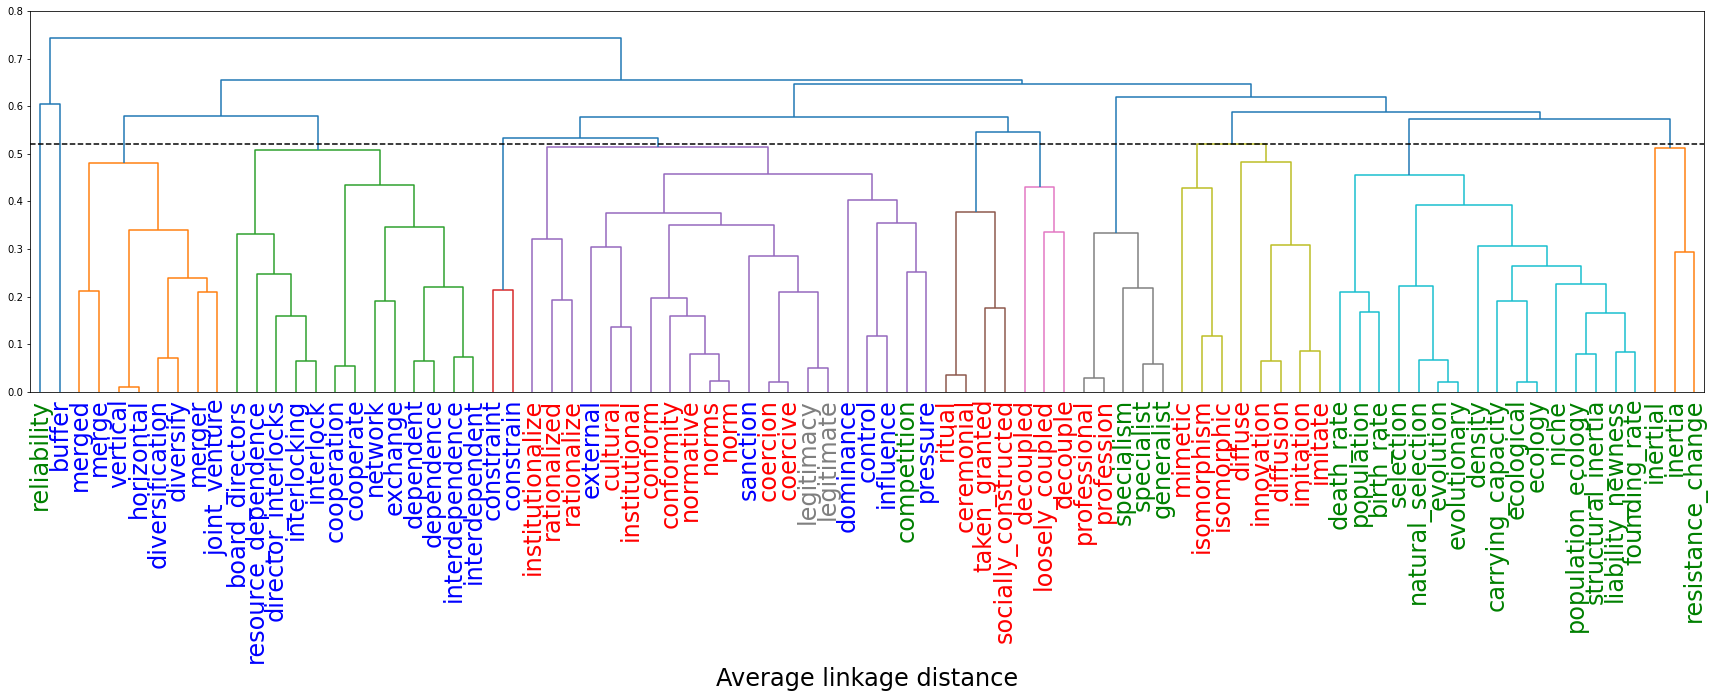 0.8
0.7
0.6
0.5
0.4
0.3
0.2
0.1
0.0
reliability
buffer
merged
merge
vertical
horizontal
diversification
diversify
merger
joint_venture
board_directors
resource_dependence
director_interlocks
interlocking
interlock
cooperation
cooperate
network
exchange
dependent
dependence
interdependence
interdependent
constraint
constrain
institutionalize
rationalized
rationalize
external
cultural
institutional
conform
conformity
normative
norms
norm
sanction
coercion
coercive
legitimacy
legitimate
dominance
control
influence
competition
pressure
ritual
ceremonial
taken_granted
socially_constructed
decoupled
loosely_coupled
decouple
professional
profession
specialism
specialist
generalist
mimetic
isomorphism
isomorphic
diffuse
innovation
diffusion
imitation
imitate
death_rate
population
birth_rate
selection
natural_selection
evolution
evolutionary
density
carrying_capacity
ecological
ecology
niche
population_ecology
structural_inertia
liability_newness
founding_rate
inertial
inertia
resistance_change
Average linkage distance